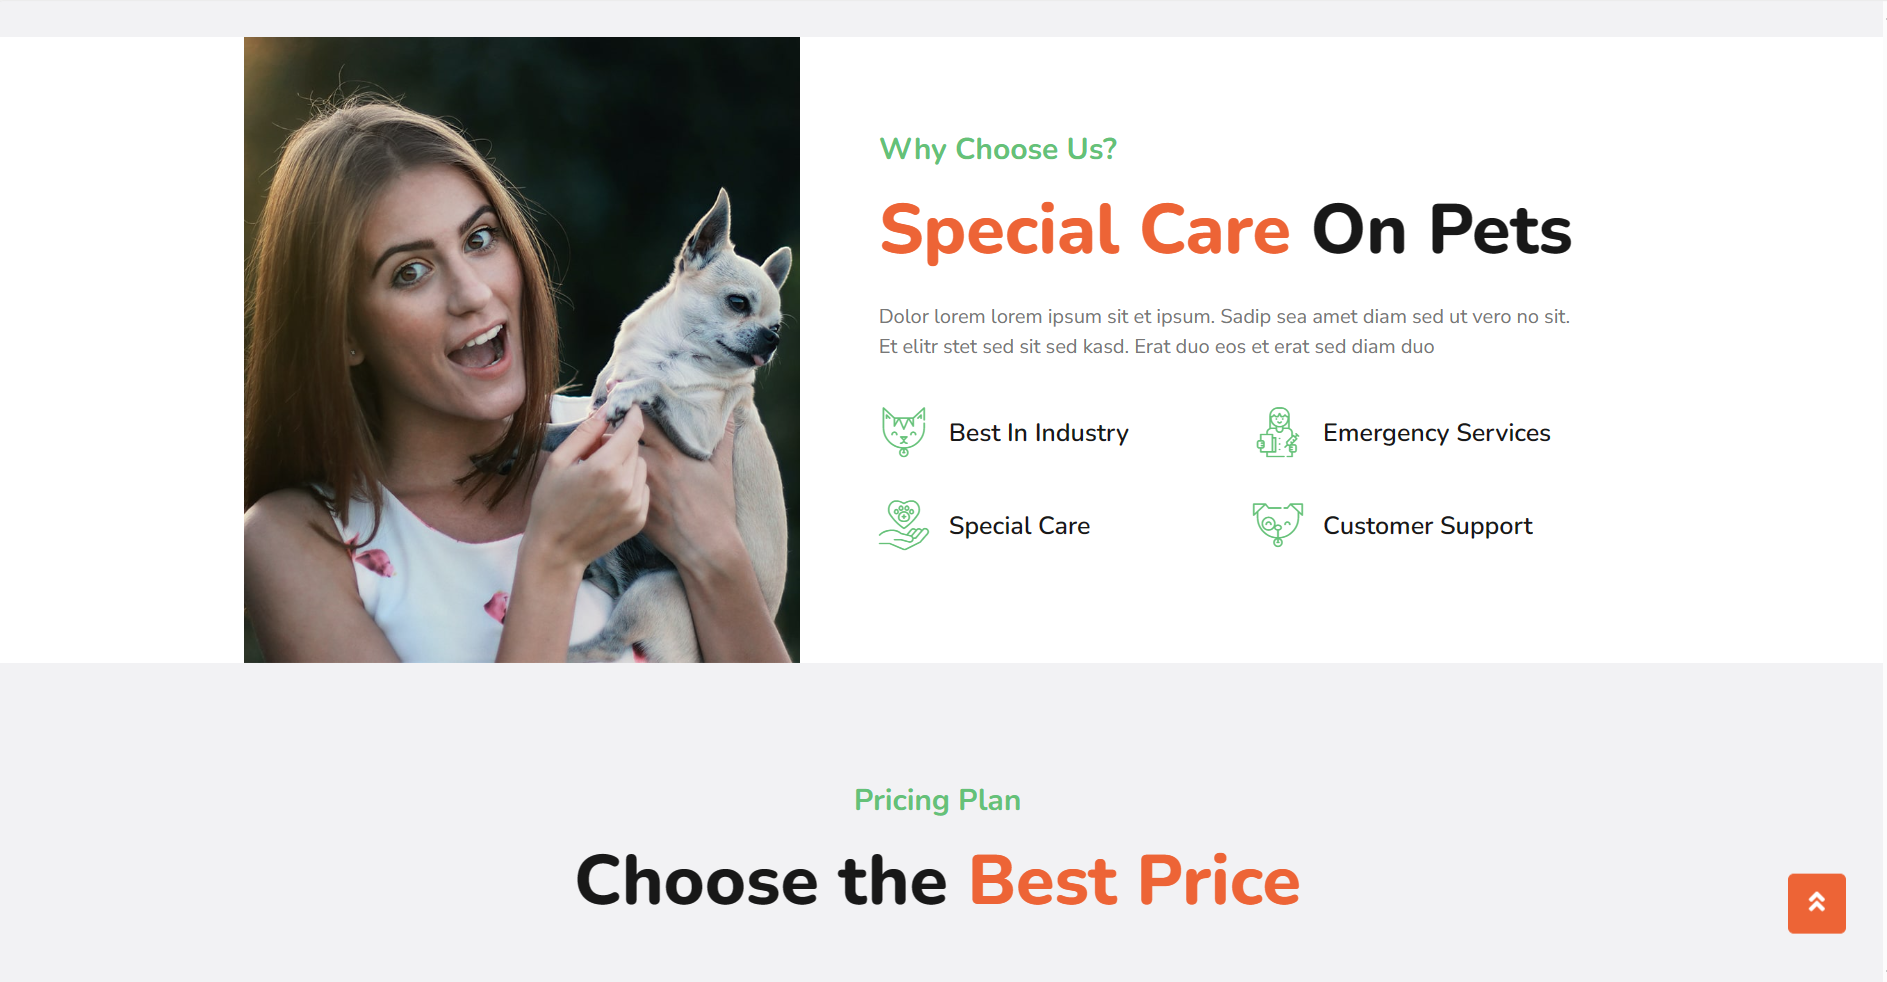 Why Choose Us?
Special Care On Pets
Dolor lorem lorem ipsum sit et ipsum. Sadip sea amet diam sed ut vero no sit.
Et elitr stet sed sit sed kasd. Erat duo eos et erat sed diam duo
Best In Industry
Emergency Services
Special Care
Customer Support
Pricing Plan
Choose the Best Price